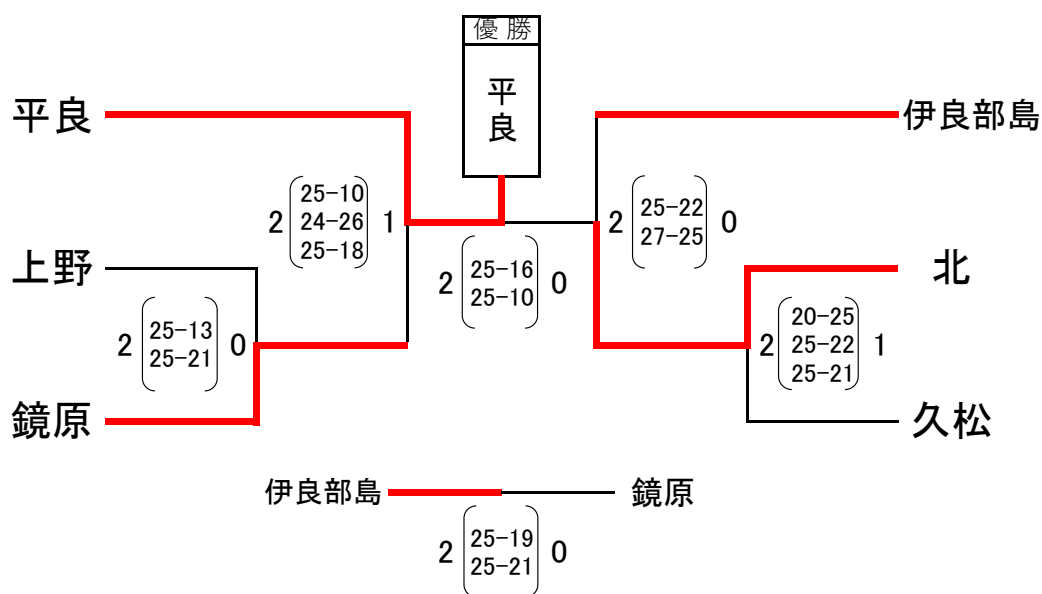 優勝
平良
平良
伊良部島
2 25-10 24-26 25-18 1
2 25-22 27-25 0
上野
北
2 25-16 25-10 0
2 25-13 25-21 0
2 20-25 25-22 25-21 1
鏡原
久松
伊良部島 鏡原
2 25-19 25-21 0